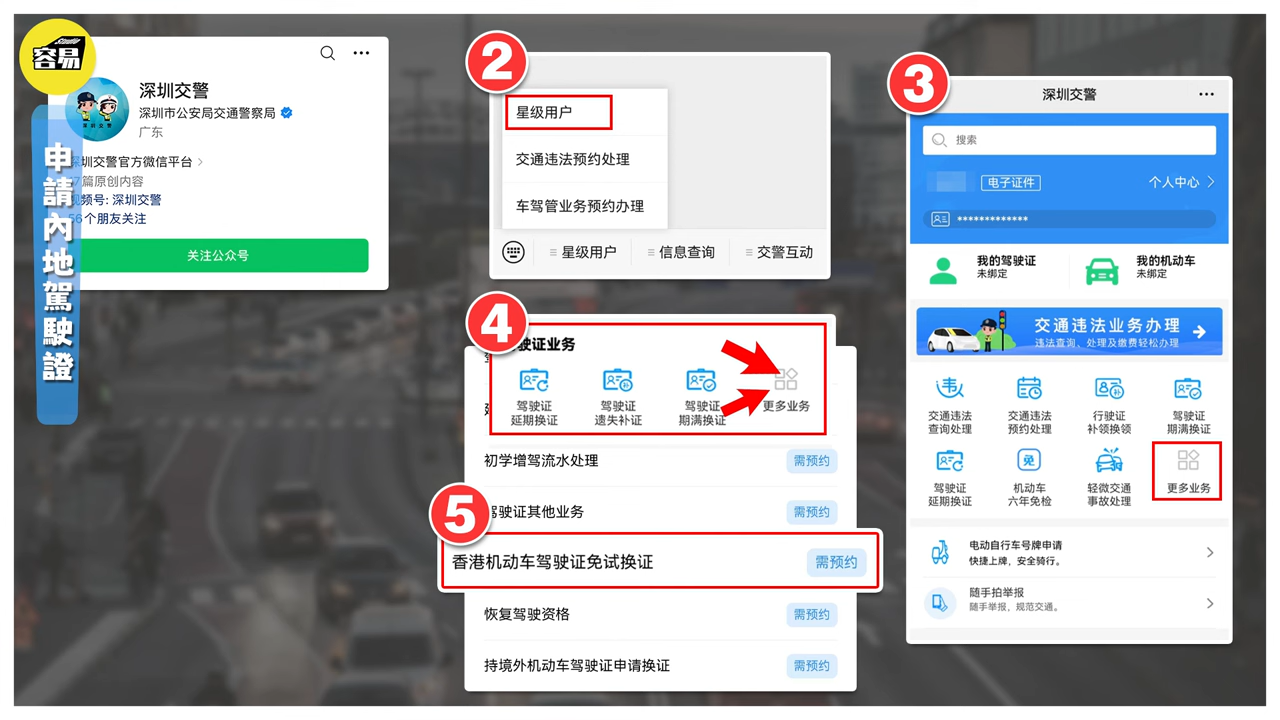 容易
Studio
申請內地駕駛證
深圳交警
深圳市公安局交通警察局
广东
圳交警官方微信平台
7篇原创内容
频号: 深圳交警
56个朋友关注
关注公众号
2
星级用户
交通违法预约处理
车驾管业务预约办理
星级用户
信息查询
交警互动
3
深圳交警
搜索
电子证件
个人中心
*************
我的驾驶证
未绑定
我的机动车
未绑定
交通违法业务办理
违法查询、处理及缴费轻松办理
交通违法
查询处理
交通违法
预约处理
行驶证
补领换领
驾驶证
期满换证
驾驶证
延期换证
机动车
六年免检
轻微交通
事故处理
更多业务
电动自行车号牌申请
快捷上牌，安全骑行。
随手拍举报
随手举报，规范交通。
4
驶证业务
驾驶证
延期换证
驾驶证
遗失补证
驾驶证
期满换证
更多业务
初学增驾流水处理
需预约
驾驶证其他业务
需预约
5
香港机动车驾驶证免试换证
需预约
恢复驾驶资格
需预约
持境外机动车驾驶证申请换证
需预约